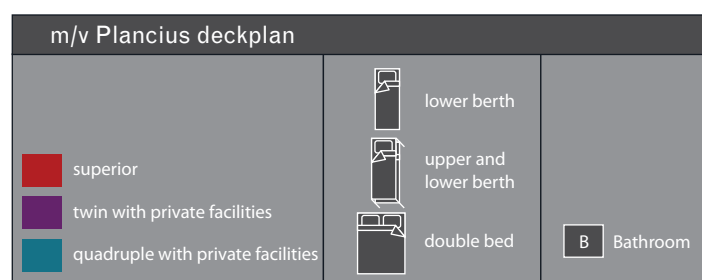 m/v Plancius deckplan
superior
twin with private facilities
quadruple with private facilities
lower berth
upper and
lower berth
double bed
B Bathroom